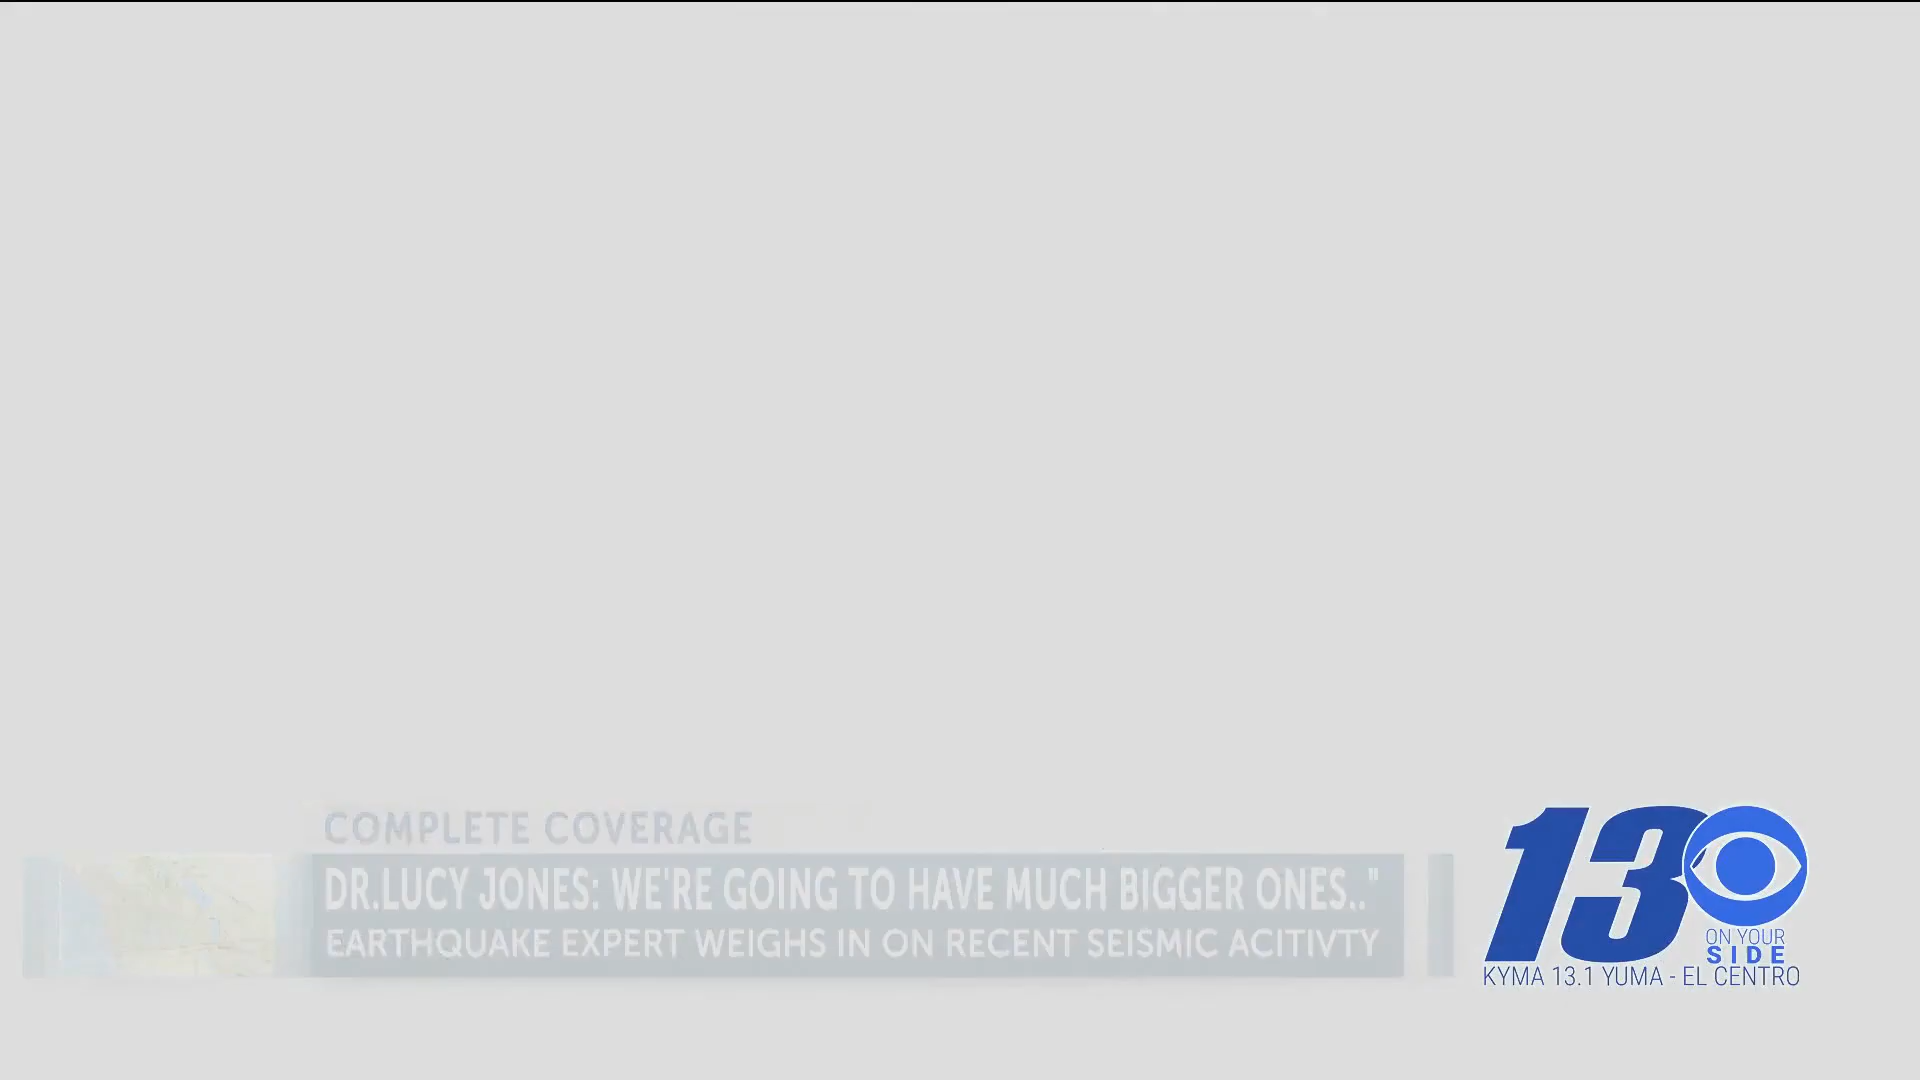 COMPLETE COVERAGE
DR.LUCY JONES: WE'RE GOING TO HAVE MUCH BIGGER ONES.."
EARTHQUAKE EXPERT WEIGHS IN ON RECENT SEISMIC ACITIVTY
13
ON YOUR
SIDE
KYMA 13.1 YUMA - EL CENTRO